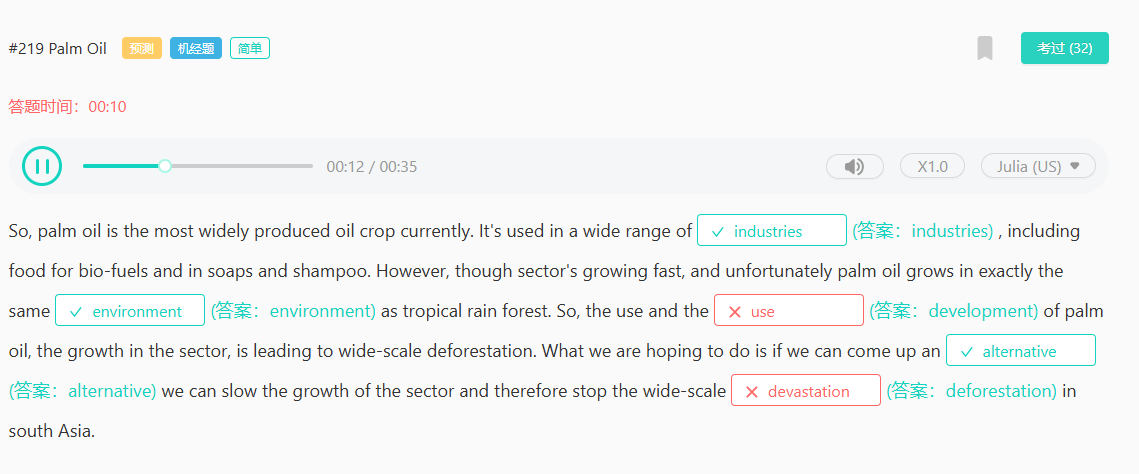 #219 Palm Oil 预测 机经题 简单 考过 (32)
答题时间：00:10
00:12 / 00:35 X1.0 Julia (US)
So, palm oil is the most widely produced oil crop currently. It's used in a wide range of industries (答案：industries) , including
food for bio-fuels and in soaps and shampoo. However, though sector's growing fast, and unfortunately palm oil grows in exactly the
same environment (答案：environment) as tropical rain forest. So, the use and the use (答案：development) of palm
oil, the growth in the sector, is leading to wide-scale deforestation. What we are hoping to do is if we can come up an alternative
(答案：alternative) we can slow the growth of the sector and therefore stop the wide-scale devastation (答案：deforestation) in
south Asia.